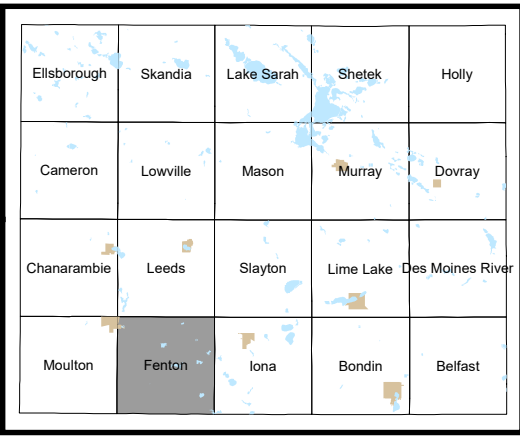 Ellsborough Skandia Lake Sarah Shetek Holly
Cameron Lowville Mason Murray Dovray
Chanarambie Leeds Slayton Lime Lake Des Moines River
Moulton Fenton Iona Bondin Belfast